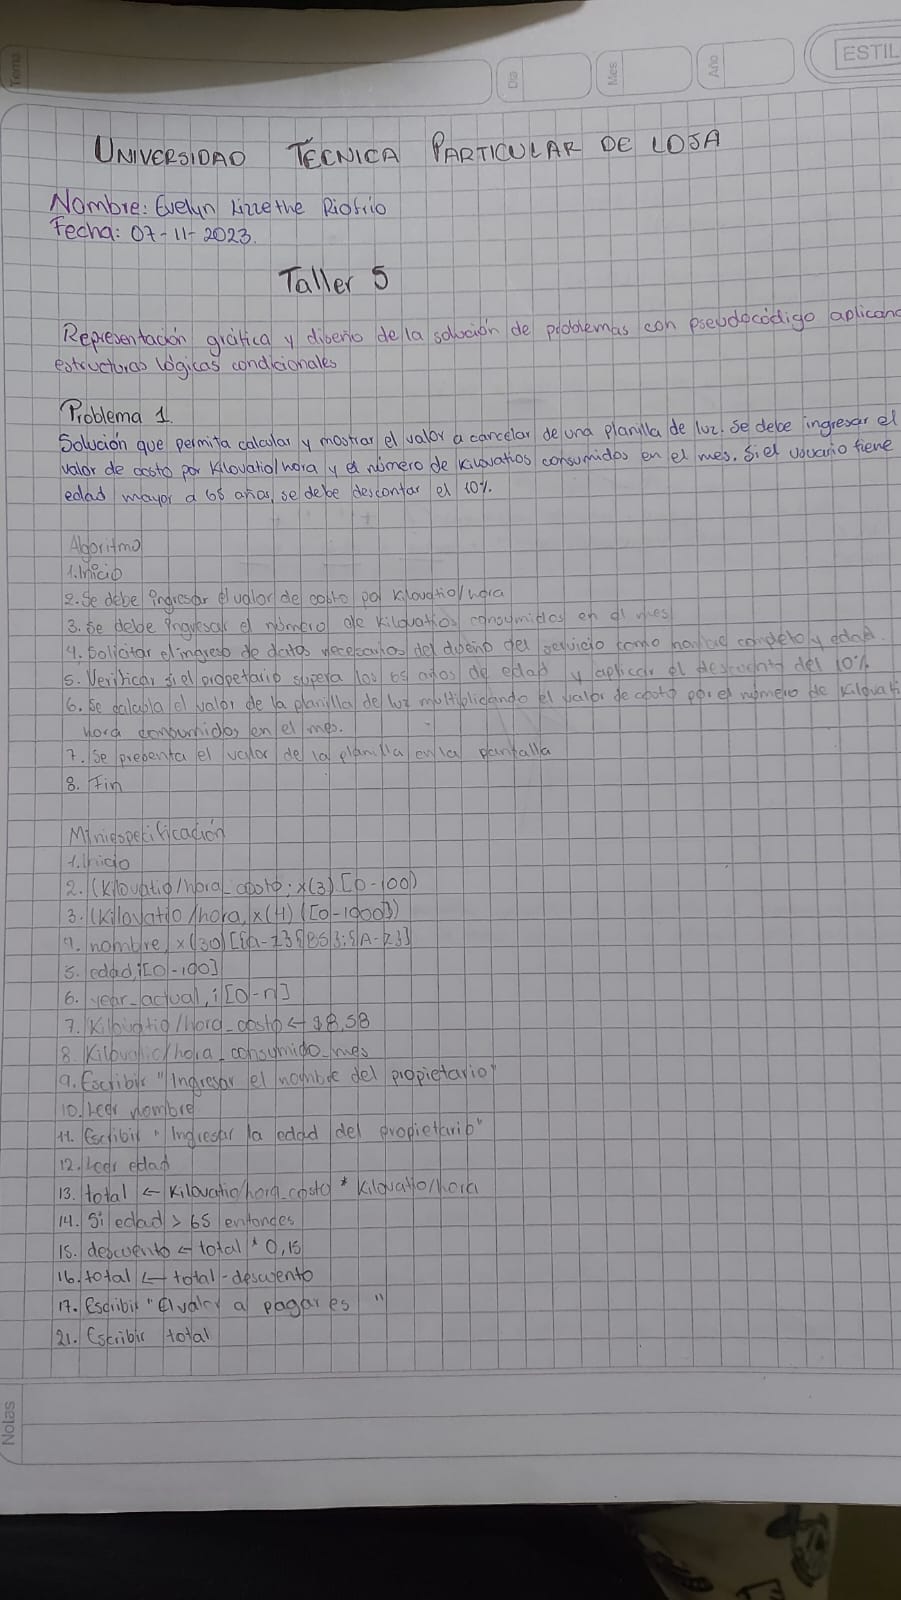 Tema
Día
Mes
Año
ESTIL
UNIVERSIDAD TÉCNICA PARTICULAR DE LOJA
Nombre: Evelyn Lizzethe Riofrio
Fecha: 07-11-2023.
Taller 5
Representación gráfica y diseño de la solución de problemas con pseudocódigo aplicand
estructuras lógicas condicionales
Problema 1.
Solución que permita calcular y mostrar el valor a cancelar de una planilla de luz. Se debe ingresar el
valor de costo por Kilovatio/hora y el número de kilovatios consumidos en el mes. Si el usuario tiene
edad mayor a 65 años, se debe descontar el 10%.
Algoritmo
1. Inicio
2. Se debe ingresar el valor de costo por kilovatio/hora
3. Se debe ingresar el número de kilovatios consumidos en el mes
4. Solicitar el ingreso de datos necesarios del dueño del servicio como nombre completo y edad.
5. Verificar si el propetario supera los 65 años de edad y aplicar el descuento del 10%
6. Se calcula el valor de la planilla de luz multiplicando el valor de costo por el número de kilovati
hora consumidos en el mes.
7. Se presenta el valor de la planilla en la pantalla
8. Fin
Miniespecificación
1. Inicio
2. (Kilovatio/hora_costo; x(3) [0-100)
3. (Kilovatio/hora, x(4) ([0-1000])
4. nombre, x(30) [{a-z}{BS};{A-Z}]
5. edad, i[0-100]
6. year_actual, i[0-n]
7. Kilovatio/hora_costo ← $8,58
8. Kilovatio/hora_consumido_mes
9. Escribir "Ingresar el nombre del propietario"
10. Leer nombre
11. Escribir "Ingresar la edad del propietario"
12. Leer edad
13. total ← Kilovatio/hora_costo * Kilovatio/hora
14. Si edad > 65 entonces
15. descuento ← total * 0,15
16. total ← total - descuento
17. Escribir "El valor a pagar es "
21. Escribir total
Notas